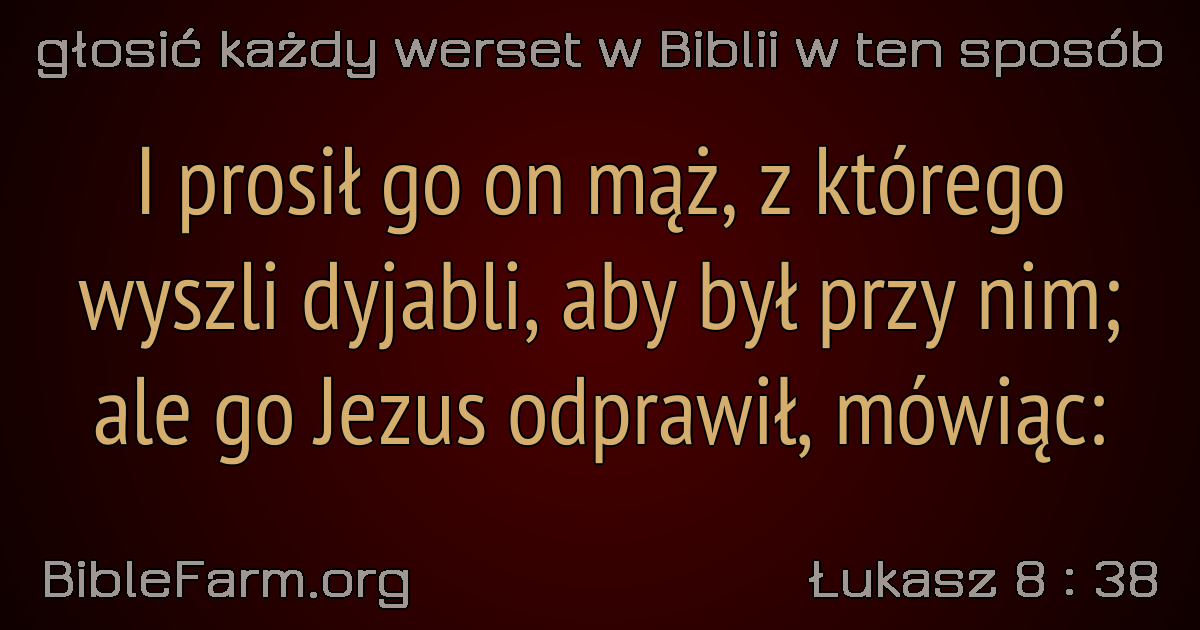 głosić każdy werset w Biblii w ten sposób
I prosił go on mąż, z którego
wyszli dyjabli, aby był przy nim;
ale go Jezus odprawił, mówiąc:
BibleFarm.org
Łukasz 8 : 38